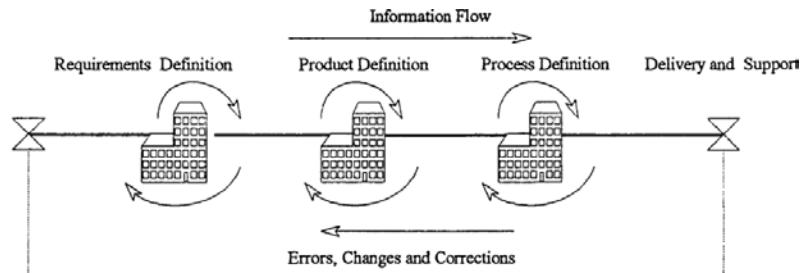 Information Flow
Requirements Definition
Product Definition
Process Definition
Delivery and Support
Errors, Changes and Corrections